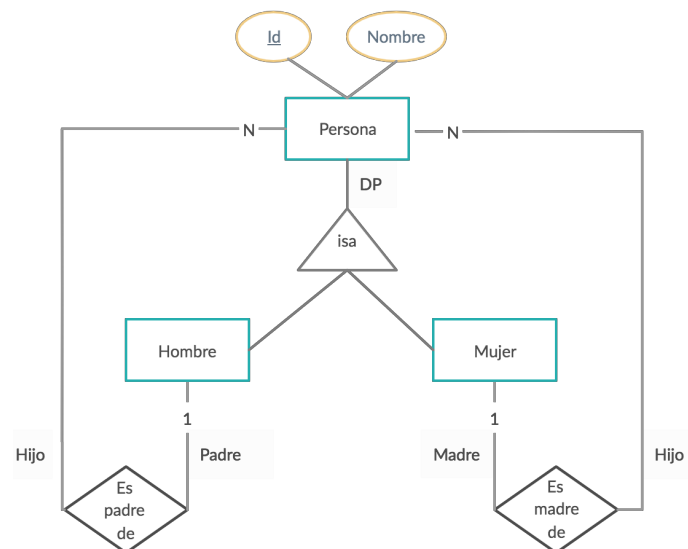 Id
Nombre
N
Persona
N
DP
isa
Hombre
Mujer
1
1
Hijo
Padre
Madre
Hijo
Es
padre
de
Es
madre
de